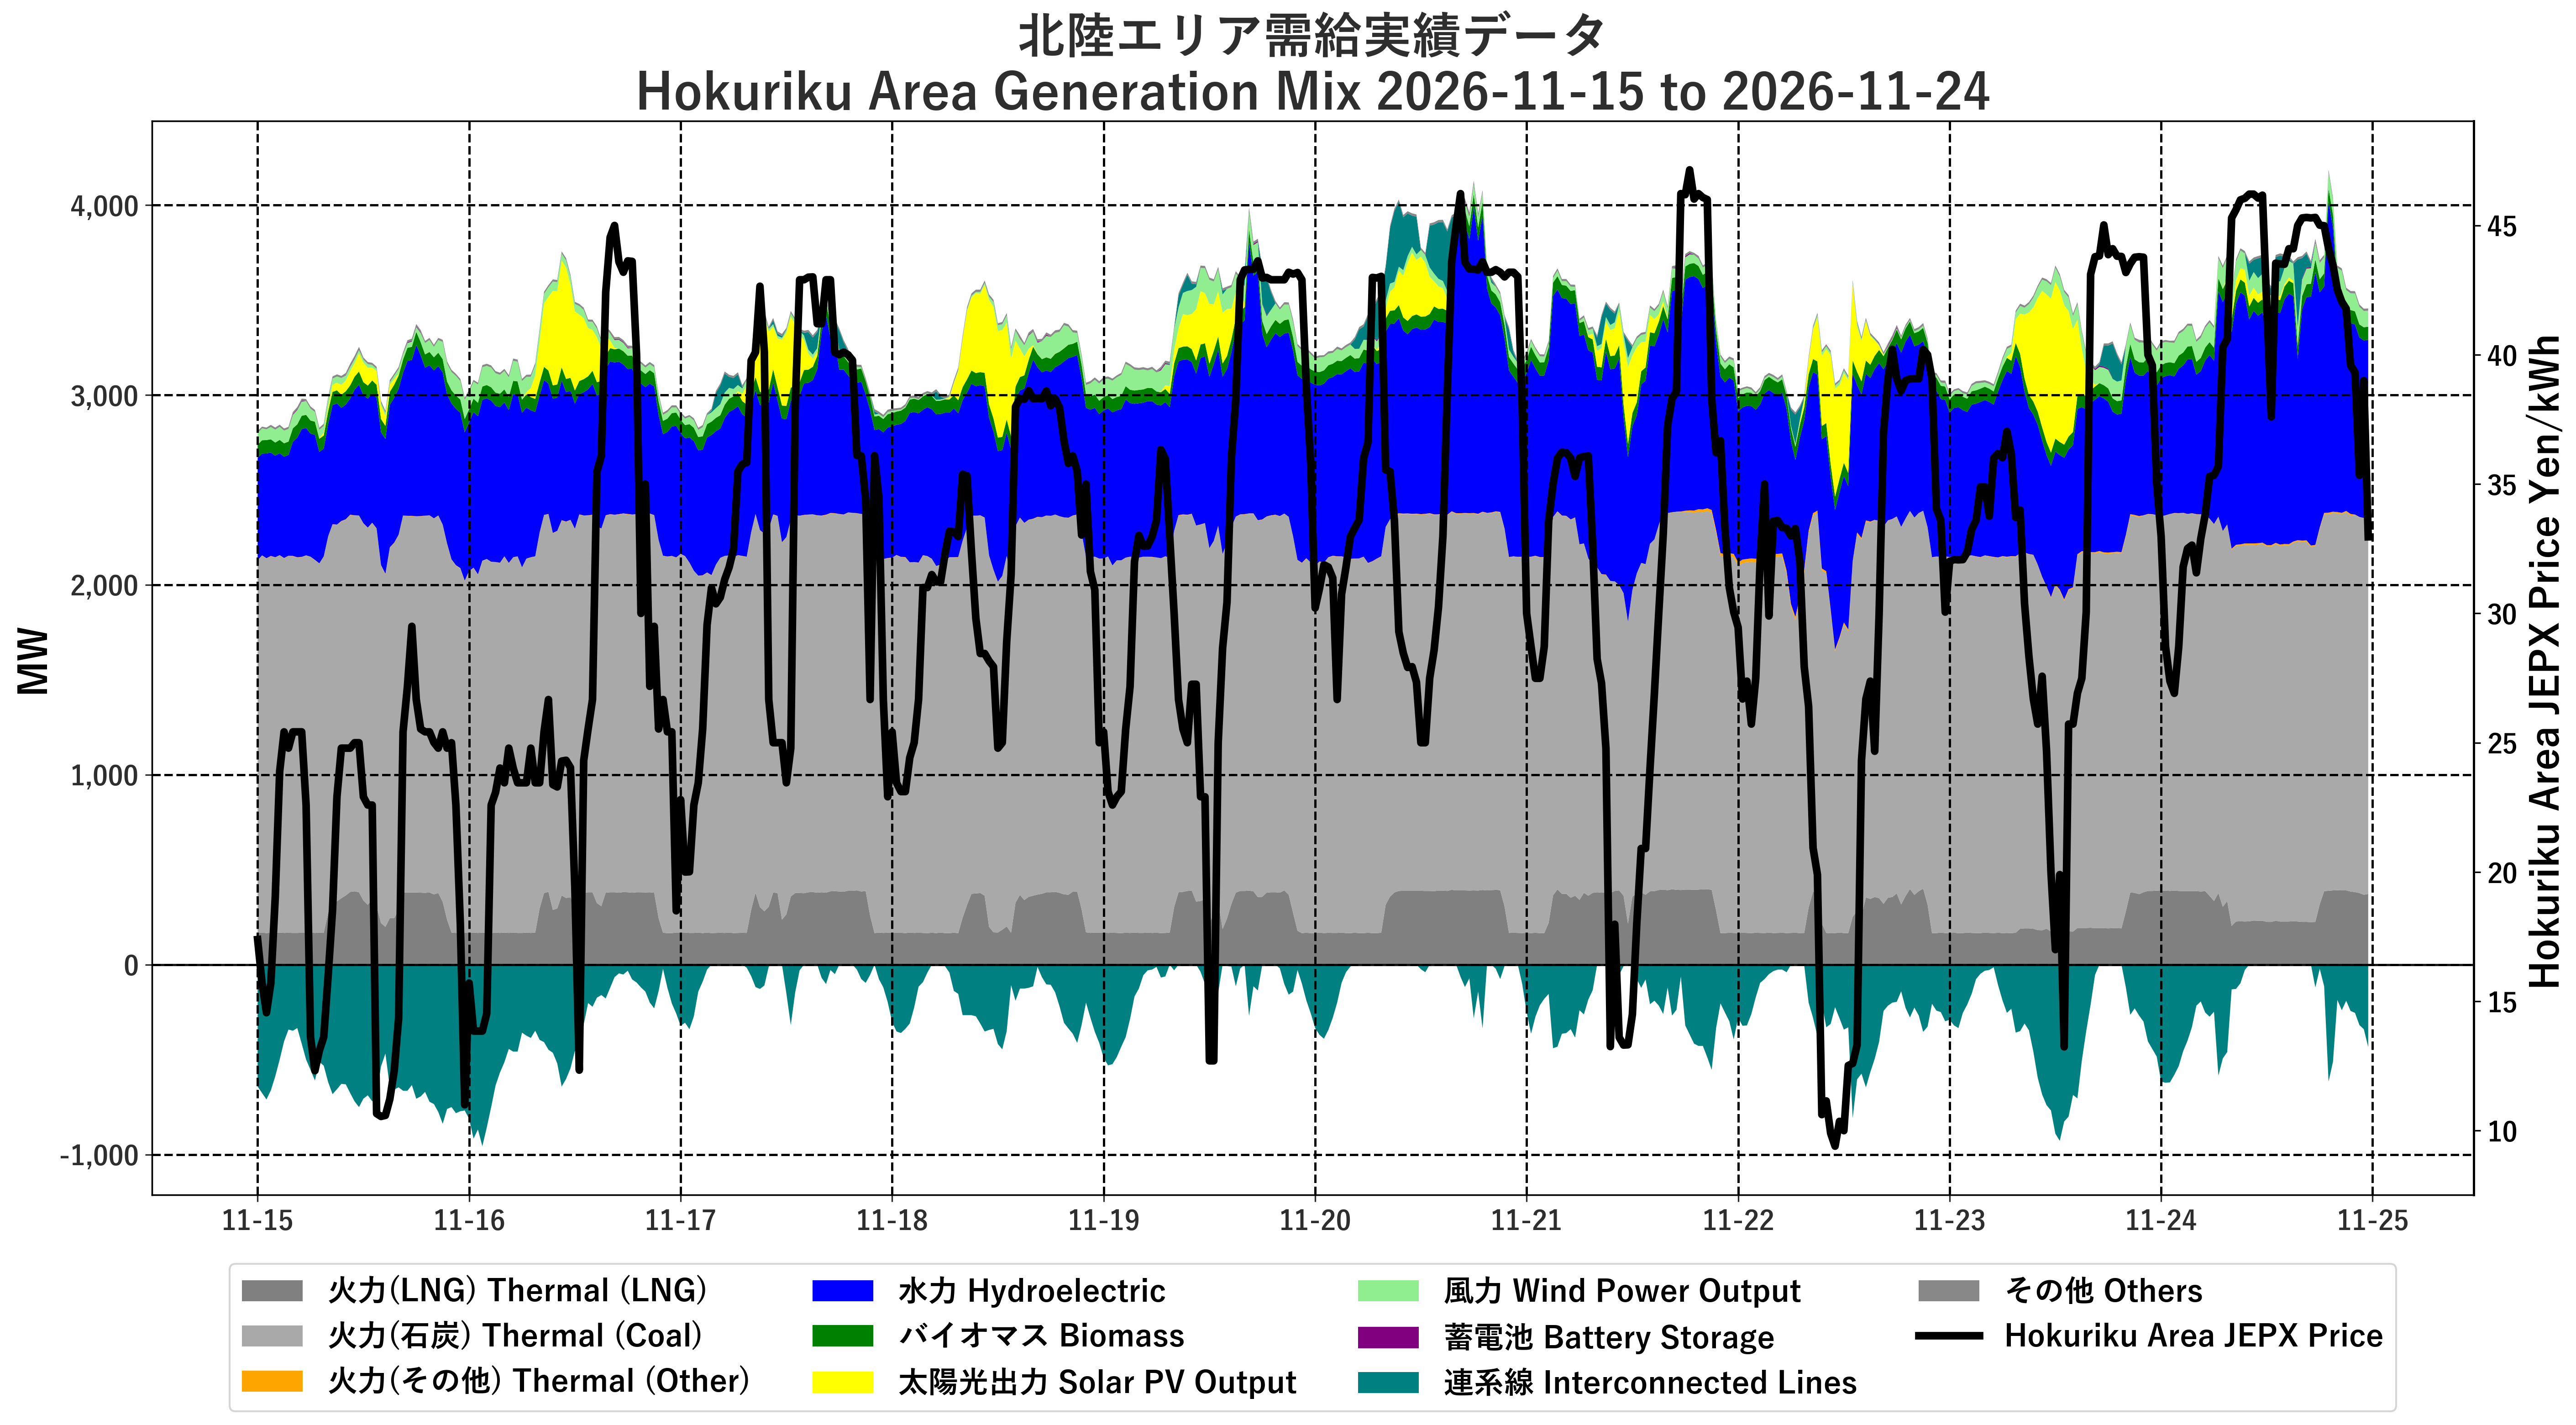 北陸エリア需給実績データ
Hokuriku Area Generation Mix 2026-11-15 to 2026-11-24
MW
4,000
3,000
2,000
1,000
0
-1,000
45
40
35
30
25
20
15
10
Hokuriku Area JEPX Price Yen/kWh
11-15
11-16
11-17
11-18
11-19
11-20
11-21
11-22
11-23
11-24
11-25
火力(LNG) Thermal (LNG)
火力(石炭) Thermal (Coal)
火力(その他) Thermal (Other)
水力 Hydroelectric
バイオマス Biomass
太陽光出力 Solar PV Output
風力 Wind Power Output
蓄電池 Battery Storage
連系線 Interconnected Lines
その他 Others
Hokuriku Area JEPX Price